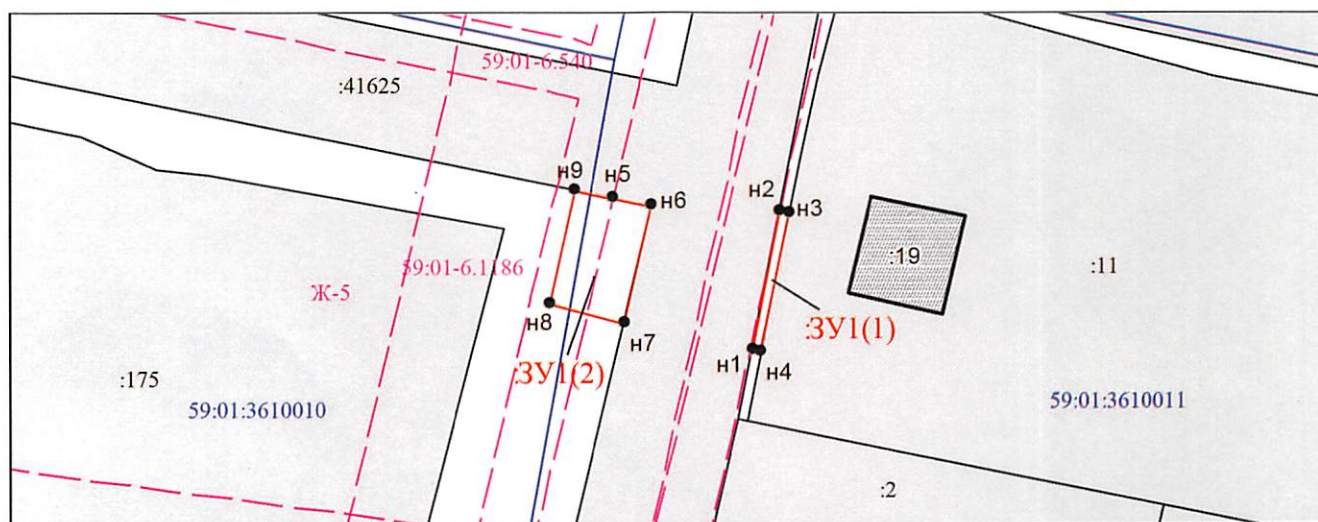 59:01-6.540
:41625
н9
н5
н6
н2
н3
:19
:11
59:01-6.1186
Ж-5
:ЗУ1(1)
н8
н7
н1
н4
:ЗУ1(2)
:175
59:01:3610010
59:01:3610011
:2